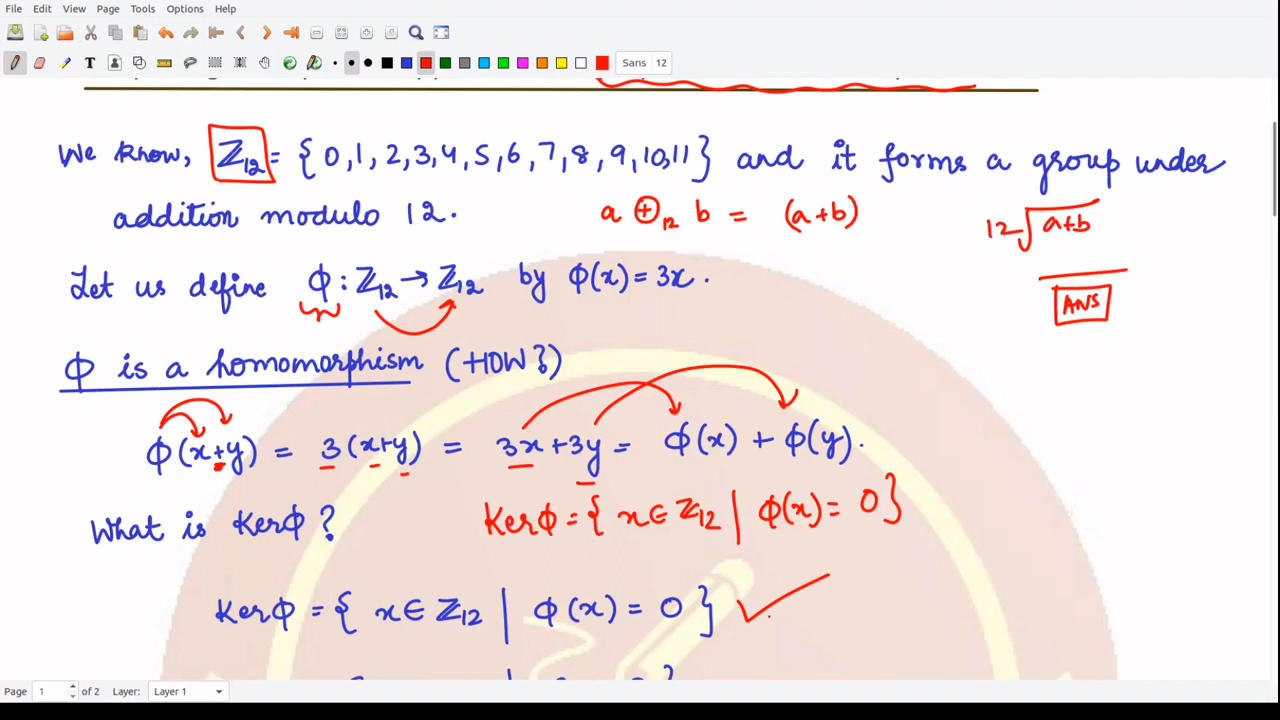 File Edit View Page Tools Options Help
Sans 12
We know, ℤ₁₂ = { 0,1,2,3,4,5,6,7,8,9,10,11} and it forms a group under
addition modulo 12. a ⊕₁₂ b = (a+b)
12 √ a+b
ANS
Let us define ϕ : ℤ₁₂ → ℤ₁₂ by ϕ(x) = 3x.
ϕ is a homomorphism (HOW?)
ϕ(x+y) = 3(x+y) = 3x+3y = ϕ(x) + ϕ(y).
What is Kerϕ ? Kerϕ = { x ∈ ℤ₁₂ | ϕ(x) = 0 }
Kerϕ = { x ∈ ℤ₁₂ | ϕ(x) = 0 }
Page 1 of 2 Layer: Layer 1